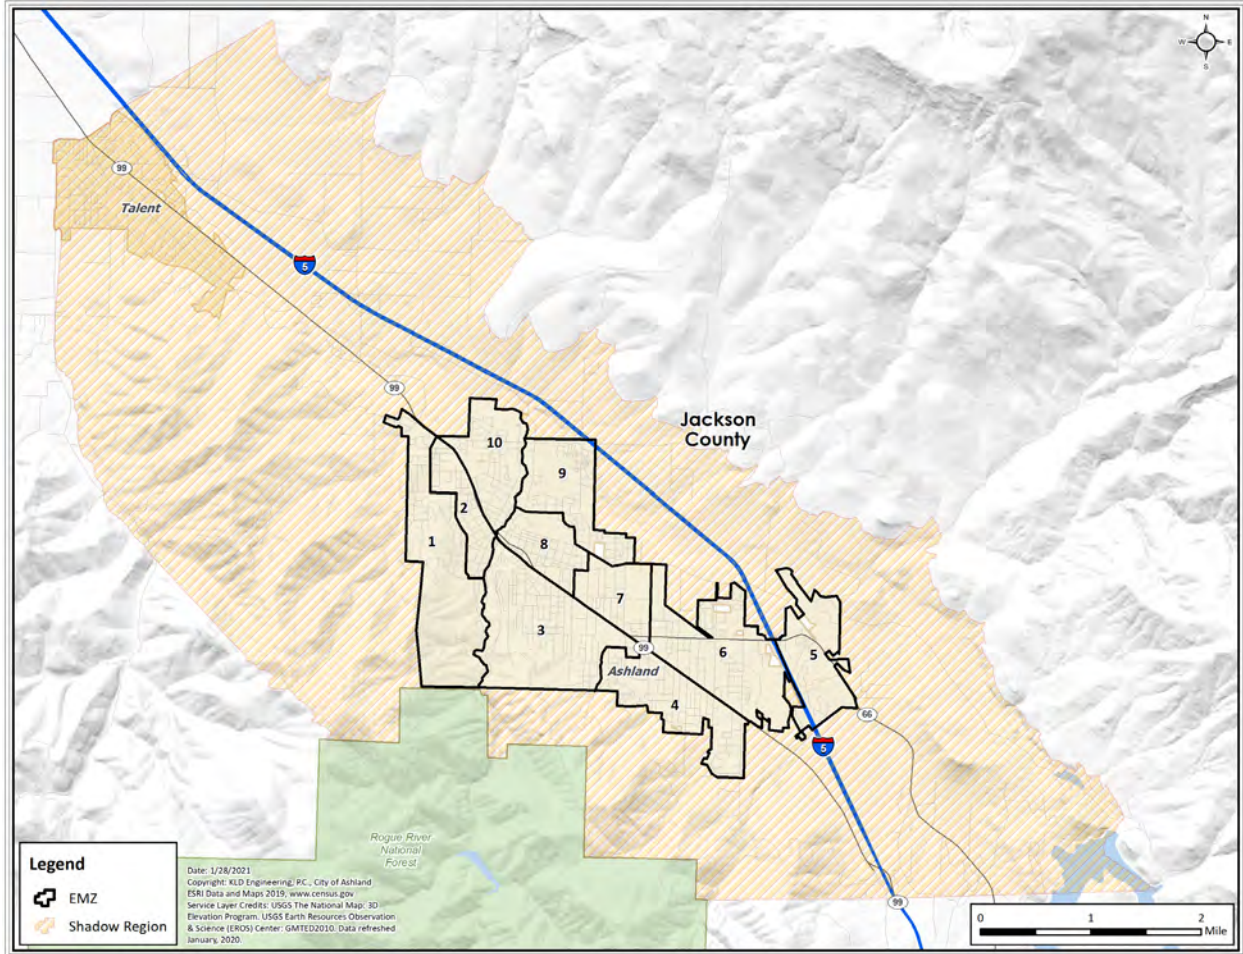 N
W E
S
99
Talent
5
99
Jackson
County
10
9
2
8
1
7
3
6
5
99
Ashland
4
66
5
Rogue River
National
Forest
99
Legend
EMZ
Shadow Region
Date: 1/28/2021
Copyright: KLD Engineering, P.C., City of Ashland
ESRI Data and Maps 2019, www.census.gov
Service Layer Credits: USGS The National Map: 3D
Elevation Program. USGS Earth Resources Observation
& Science (EROS) Center: GMTED2010. Data refreshed
January, 2020.
0 1 2
Mile